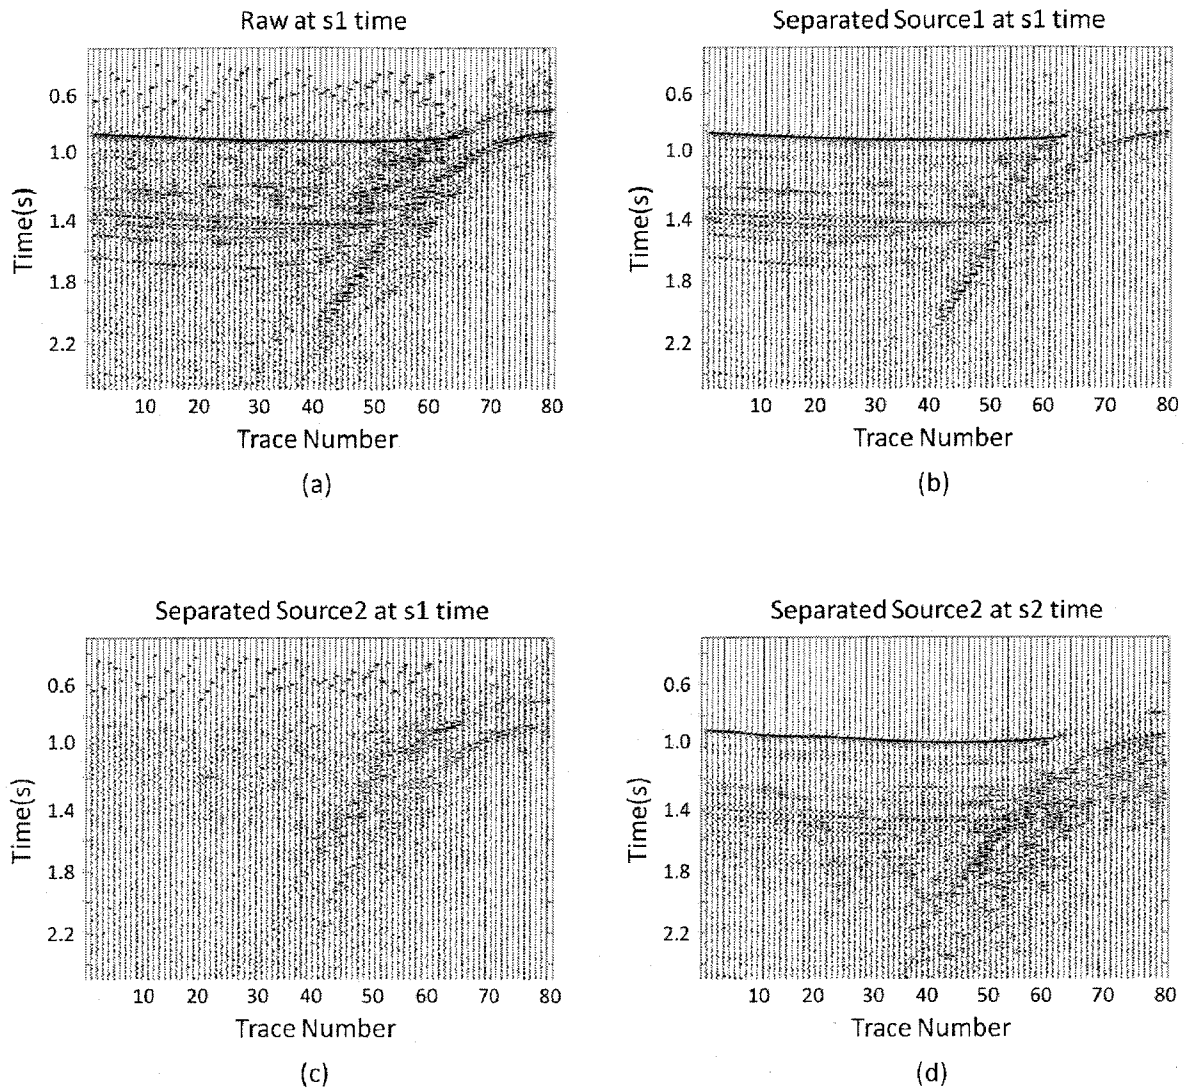 Raw at s1 time
0.6
1.0
1.4
1.8
2.2
Time(s)
10 20 30 40 50 60 70 80
Trace Number
(a)
Separated Source1 at s1 time
0.6
1.0
1.4
1.8
2.2
Time(s)
10 20 30 40 50 60 70 80
Trace Number
(b)
Separated Source2 at s1 time
0.6
1.0
1.4
1.8
2.2
Time(s)
10 20 30 40 50 60 70 80
Trace Number
(c)
Separated Source2 at s2 time
0.6
1.0
1.4
1.8
2.2
Time(s)
10 20 30 40 50 60 70 80
Trace Number
(d)